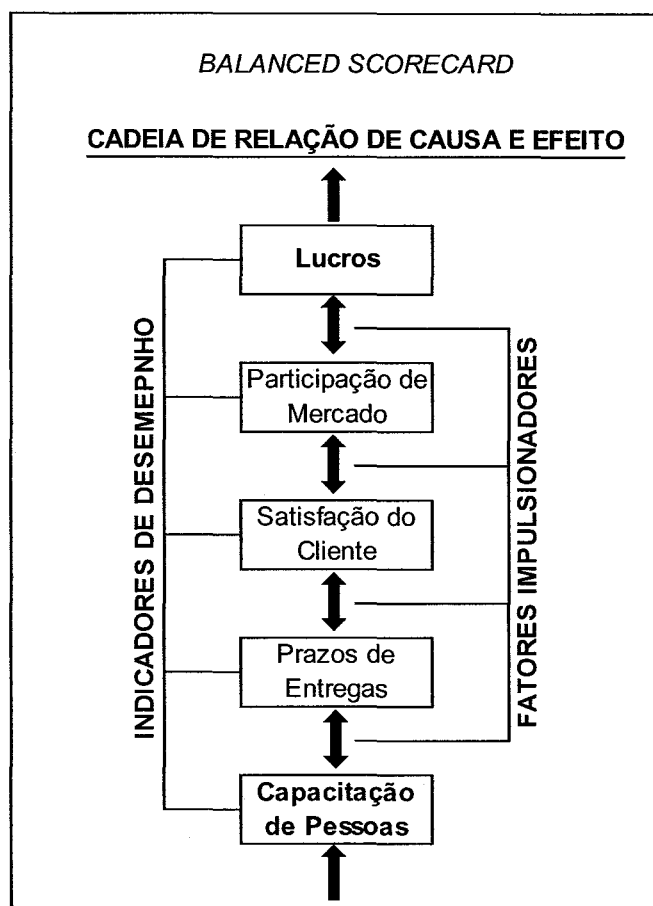 BALANCED SCORECARD
CADEIA DE RELAÇÃO DE CAUSA E EFEITO
Lucros
Participação de
Mercado
Satisfação do
Cliente
Prazos de
Entregas
Capacitação
de Pessoas
INDICADORES DE DESEMEPNHO
FATORES IMPULSIONADORES